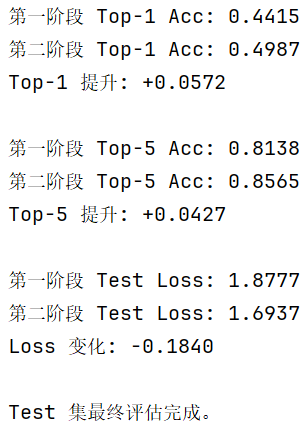 第一阶段 Top-1 Acc: 0.4415
第二阶段 Top-1 Acc: 0.4987
Top-1 提升: +0.0572
第一阶段 Top-5 Acc: 0.8138
第二阶段 Top-5 Acc: 0.8565
Top-5 提升: +0.0427
第一阶段 Test Loss: 1.8777
第二阶段 Test Loss: 1.6937
Loss 变化: -0.1840
Test 集最终评估完成。